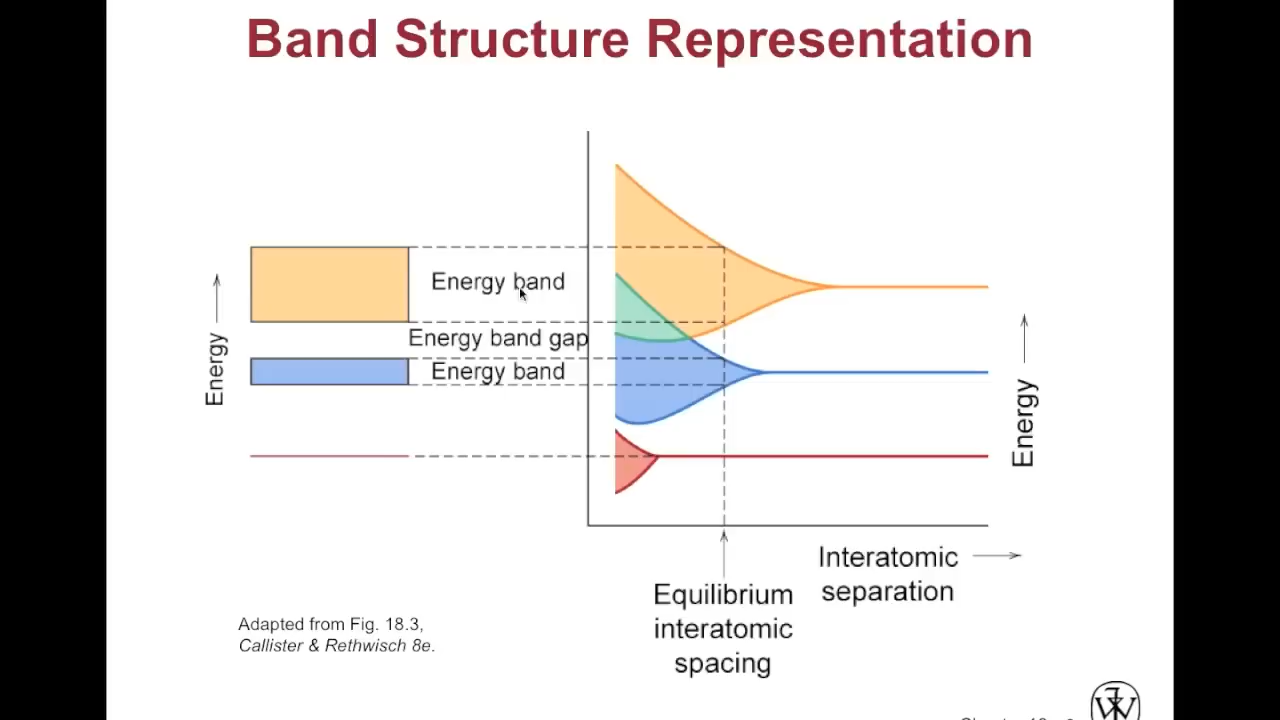 Band Structure Representation
Energy band
Energy band gap
Energy band
Energy
Energy
Interatomic
separation
Equilibrium
interatomic
spacing
Adapted from Fig. 18.3,
Callister & Rethwisch 8e.